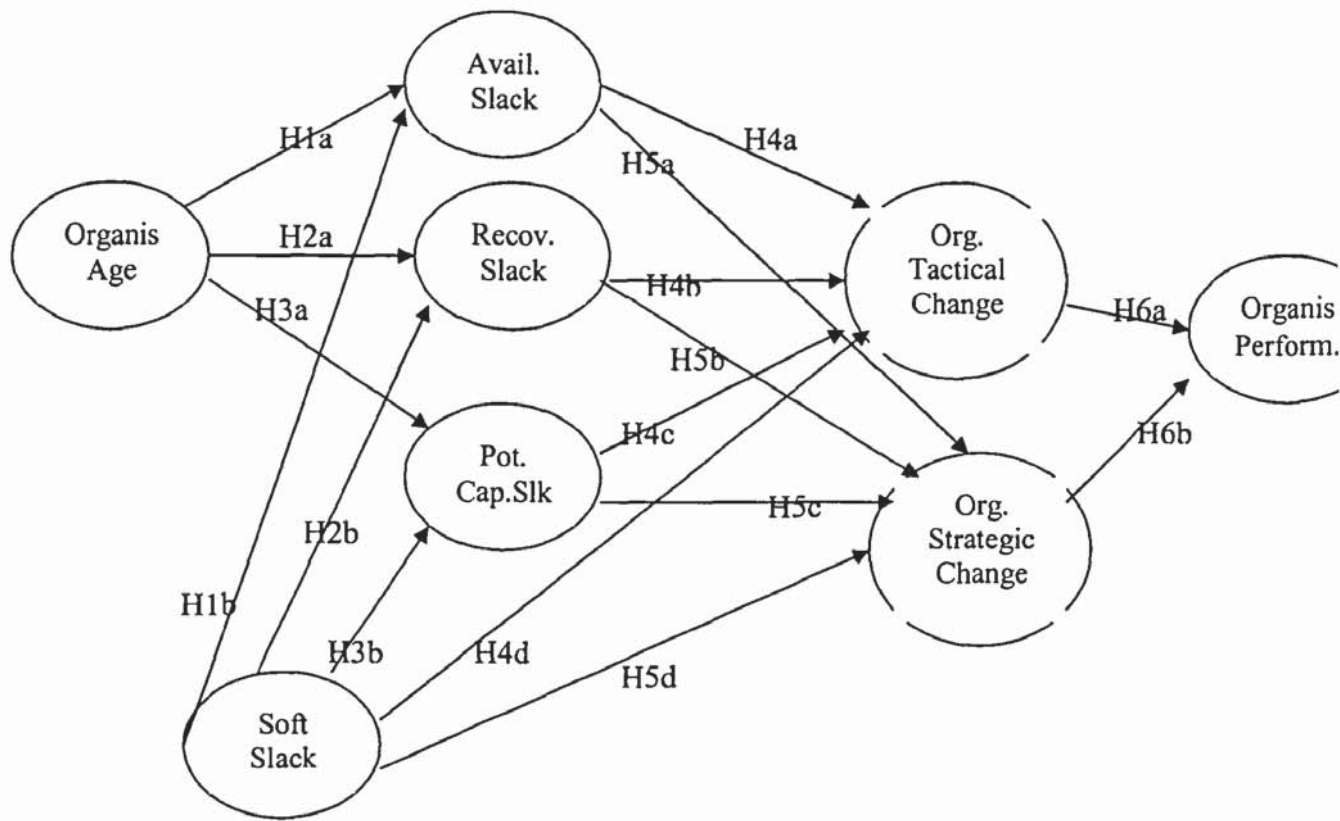 Avail.
Slack
H1a
H4a
H5a
Organis
Age
H2a
Recov.
Slack
H4b
Org.
Tactical
Change
H3a
H6a
Organis
Perform.
H5b
H4c
H6b
Pot.
Cap.Slk
H5c
Org.
Strategic
Change
H2b
H1b
H3b
H4d
H5d
Soft
Slack